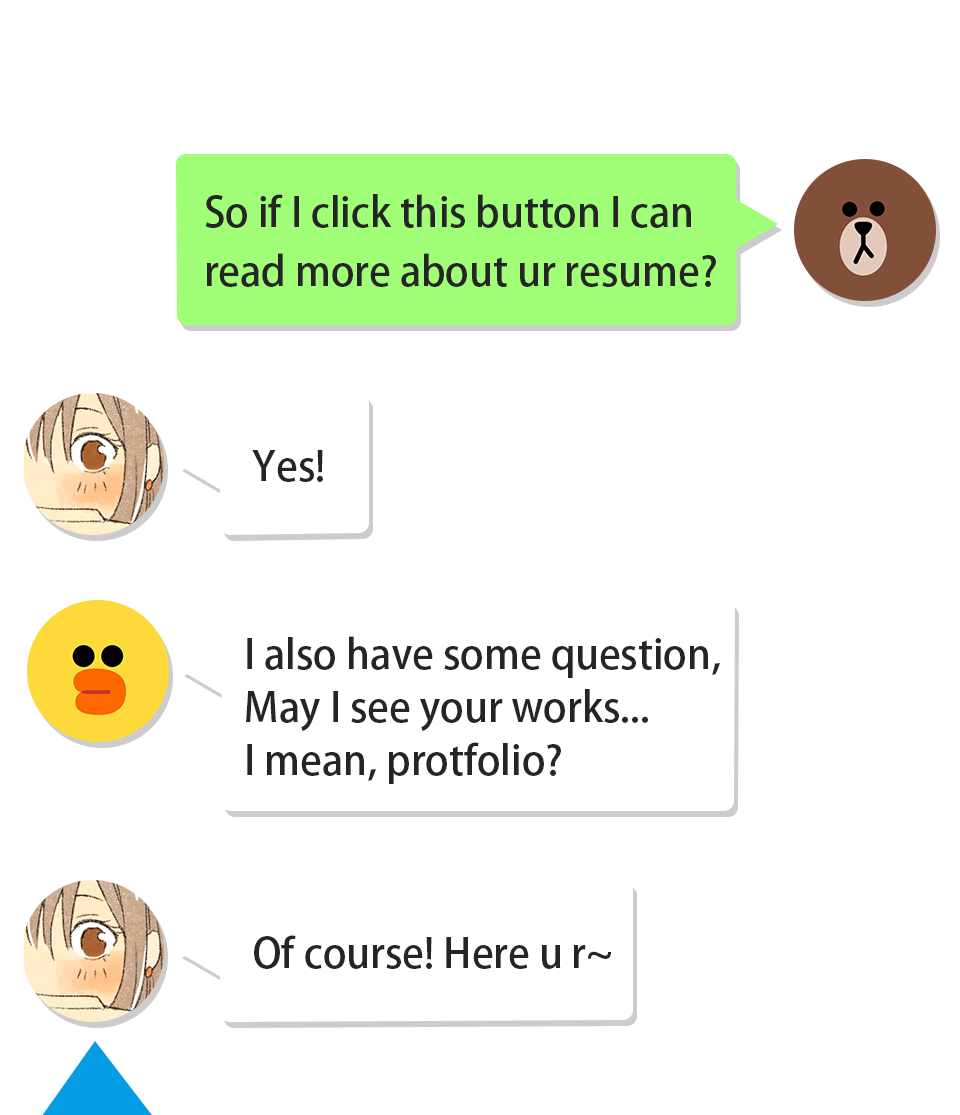 So if I click this button I can
read more about ur resume?
Yes!
I also have some question,
May I see your works...
I mean, protfolio?
Of course! Here u r~